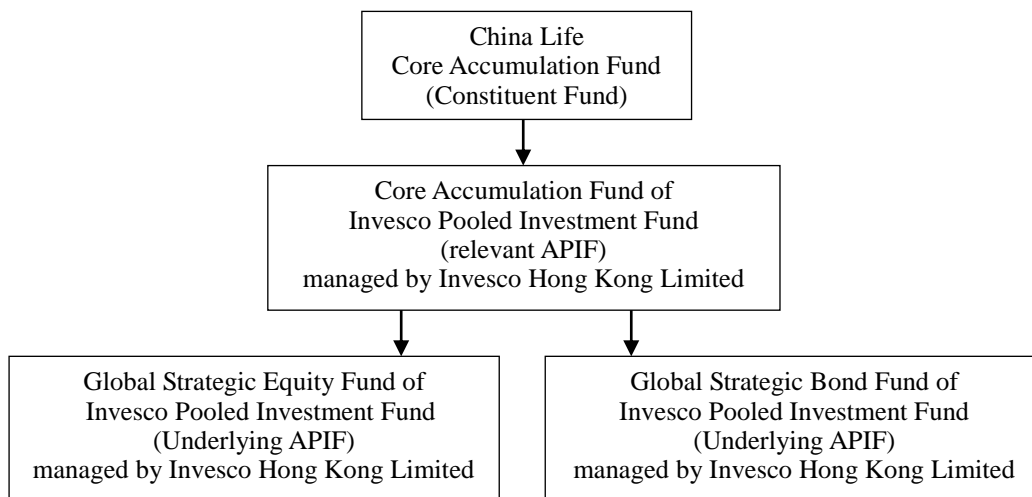 China Life
Core Accumulation Fund
(Constituent Fund)
Core Accumulation Fund of
Invesco Pooled Investment Fund
(relevant APIF)
managed by Invesco Hong Kong Limited
Global Strategic Equity Fund of
Invesco Pooled Investment Fund
(Underlying APIF)
managed by Invesco Hong Kong Limited
Global Strategic Bond Fund of
Invesco Pooled Investment Fund
(Underlying APIF)
managed by Invesco Hong Kong Limited